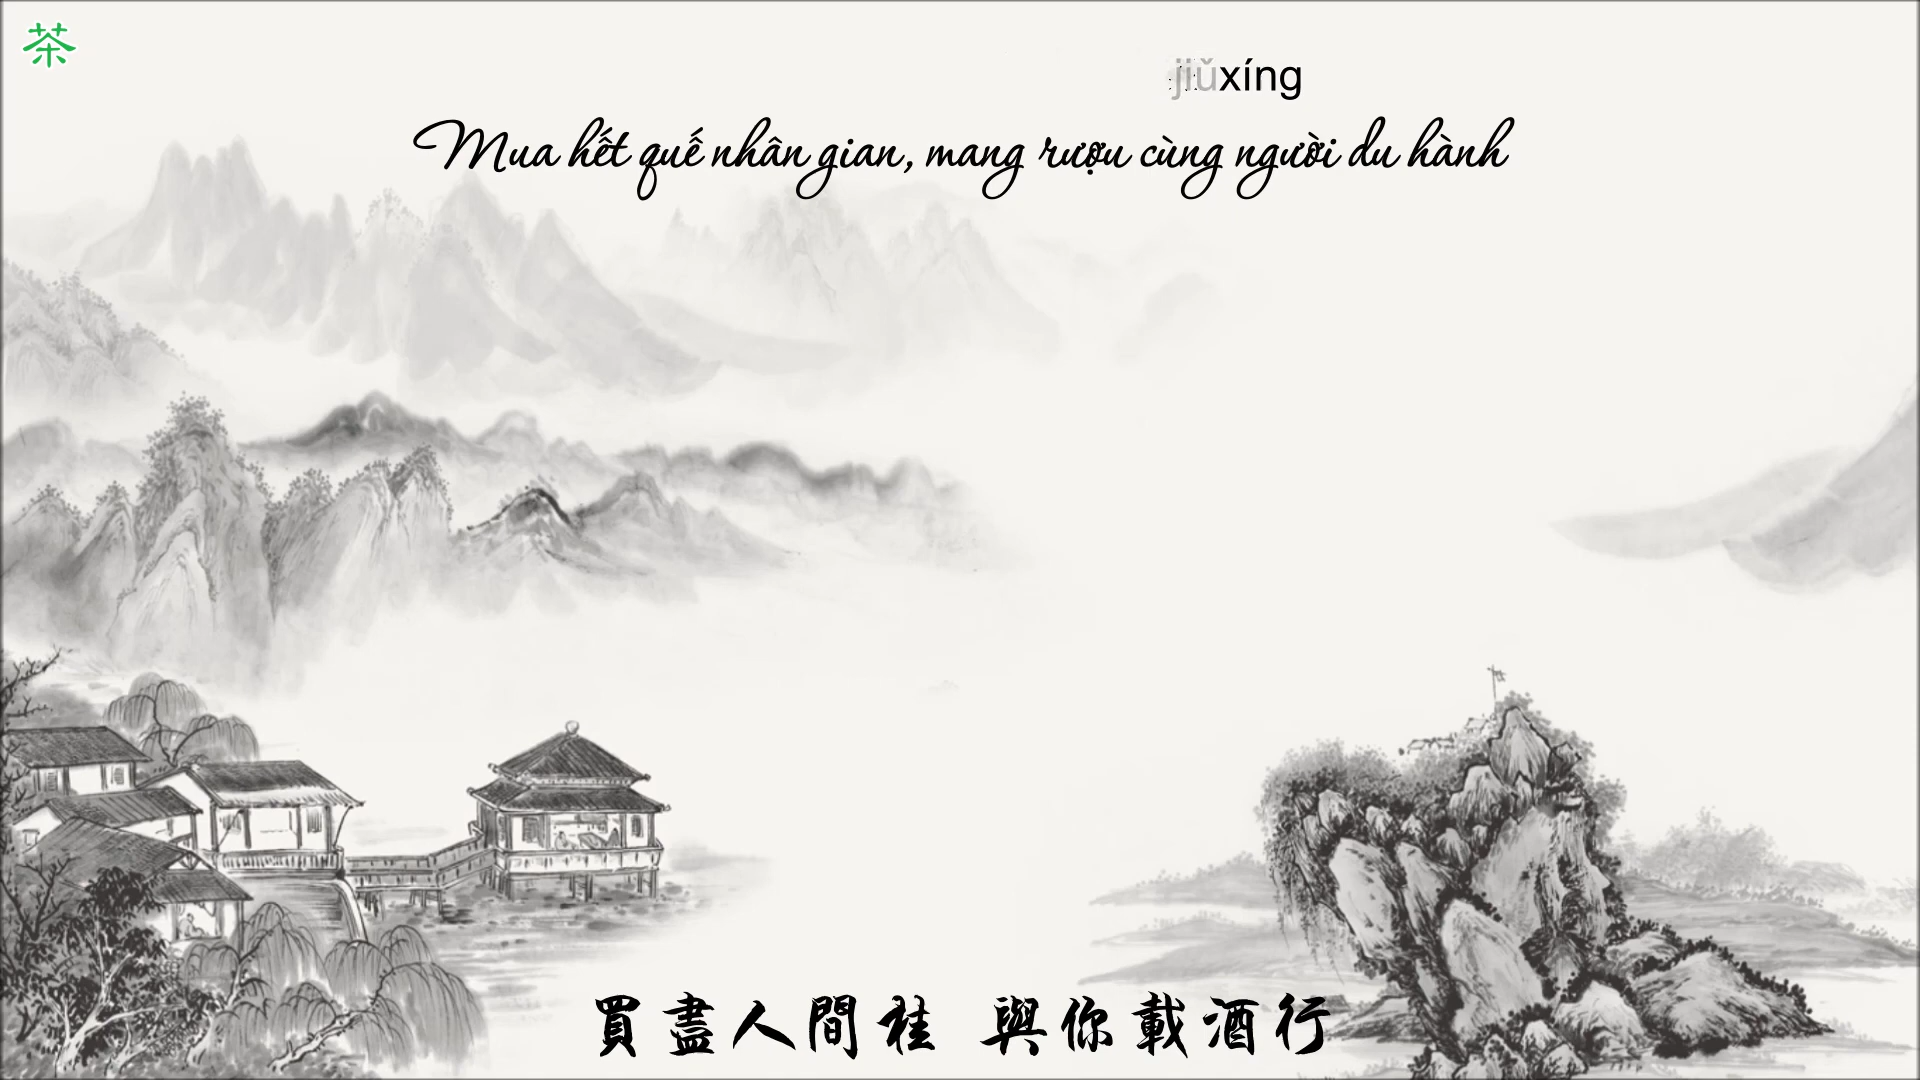 茶
jiǔxíng
Mua hết quế nhân gian, mang rượu cùng người du hành
買盡人間桂 與你載酒行